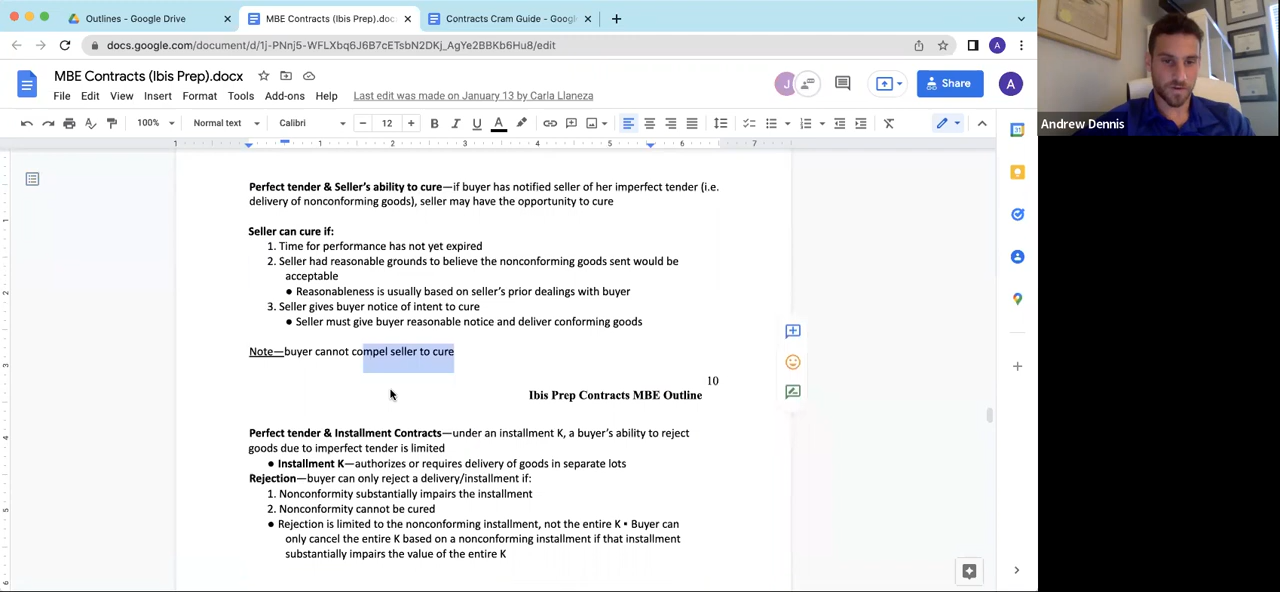 Outlines - Google Drive
MBE Contracts (Ibis Prep).doc
Contracts Cram Guide - Goog
docs.google.com/document/d/1j-PNnj5-WFLXbq6J6B7cETsbN2DKj_AgYe2BBKb6Hu8/edit
MBE Contracts (Ibis Prep).docx
File Edit View Insert Format Tools Add-ons Help Last edit was made on January 13 by Carla Llaneza
J
Share
A
100% Normal text Calibri 12 B I U A
1 1 2 3 4 5 6 7
Perfect tender & Seller's ability to cure—if buyer has notified seller of her imperfect tender (i.e.
delivery of nonconforming goods), seller may have the opportunity to cure
Seller can cure if:
1. Time for performance has not yet expired
2. Seller had reasonable grounds to believe the nonconforming goods sent would be
acceptable
● Reasonableness is usually based on seller's prior dealings with buyer
3. Seller gives buyer notice of intent to cure
● Seller must give buyer reasonable notice and deliver conforming goods
Note—buyer cannot compel seller to cure
10
Ibis Prep Contracts MBE Outline
Perfect tender & Installment Contracts—under an installment K, a buyer's ability to reject
goods due to imperfect tender is limited
● Installment K—authorizes or requires delivery of goods in separate lots
Rejection—buyer can only reject a delivery/installment if:
1. Nonconformity substantially impairs the installment
2. Nonconformity cannot be cured
● Rejection is limited to the nonconforming installment, not the entire K ▪ Buyer can
only cancel the entire K based on a nonconforming installment if that installment
substantially impairs the value of the entire K
Andrew Dennis